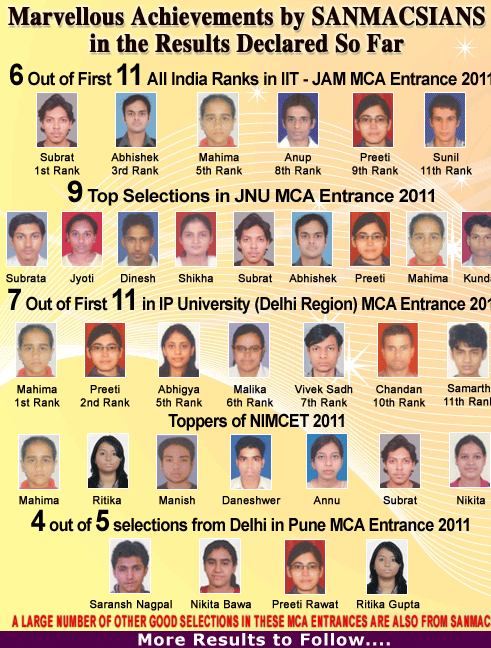 Marvellous Achievements by SANMACSIANS
in the Results Declared So Far
6 Out of First 11 All India Ranks in IIT - JAM MCA Entrance 2011
Subrat Abhishek Mahima Anup Preeti Sunil
1st Rank 3rd Rank 5th Rank 8th Rank 9th Rank 11th Rank
9 Top Selections in JNU MCA Entrance 2011
Subrata Jyoti Dinesh Shikha Subrat Abhishek Preeti Mahima Kund
7 Out of First 11 in IP University (Delhi Region) MCA Entrance 201
Mahima Preeti Abhigya Malika Vivek Sadh Chandan Samarth
1st Rank 2nd Rank 5th Rank 6th Rank 7th Rank 10th Rank 11th Rank
Toppers of NIMCET 2011
Mahima Ritika Manish Daneshwer Annu Subrat Nikita
4 out of 5 selections from Delhi in Pune MCA Entrance 2011
Saransh Nagpal Nikita Bawa Preeti Rawat Ritika Gupta
A LARGE NUMBER OF OTHER GOOD SELECTIONS IN THESE MCA ENTRANCES ARE ALSO FROM SANMAC
More Results to Follow....